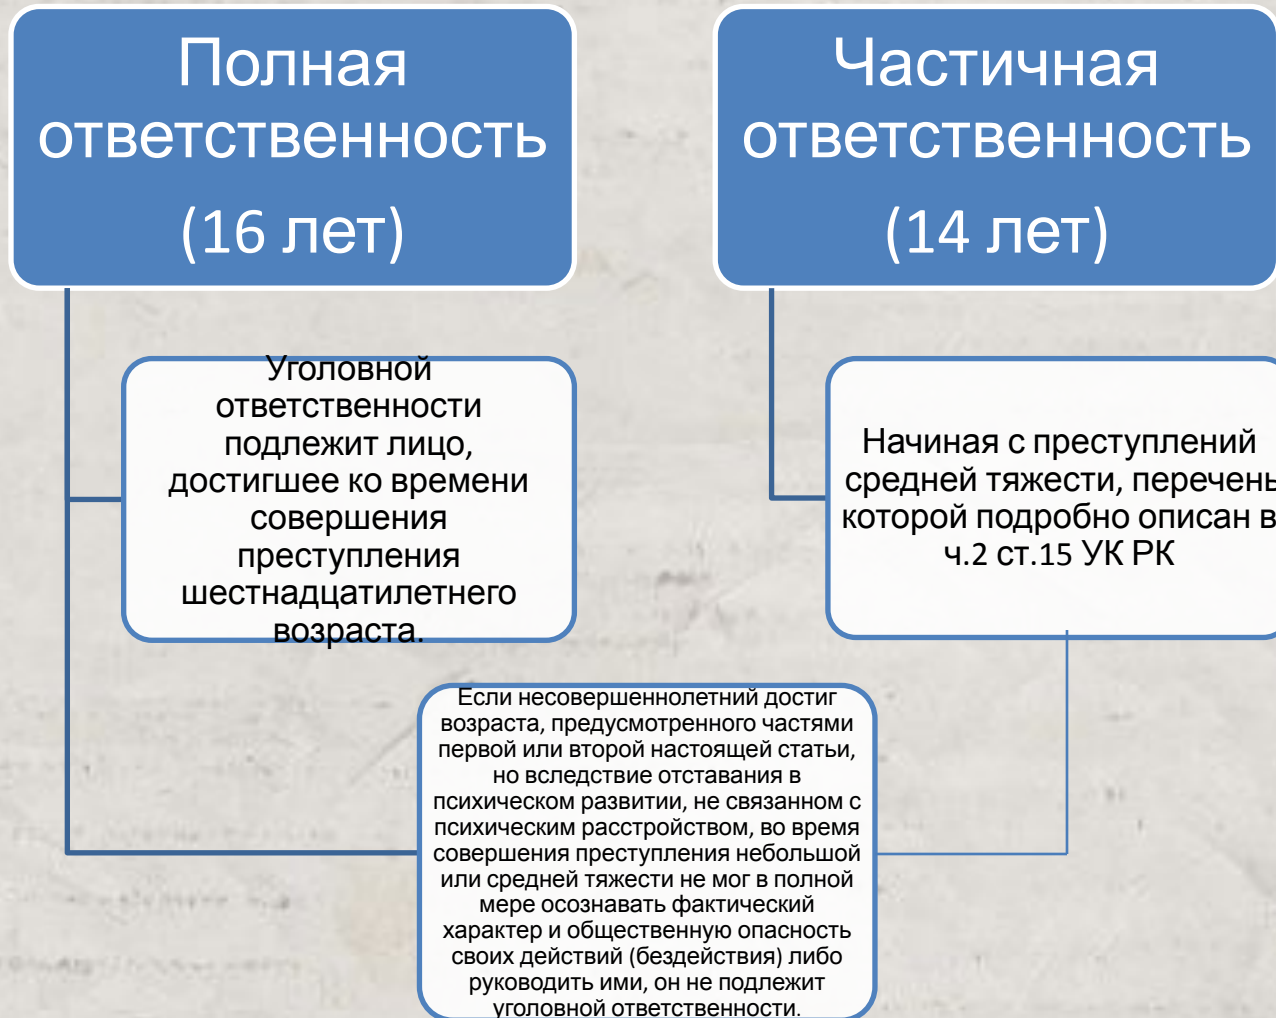 Полная
ответственность
(16 лет)
Частичная
ответственность
(14 лет)
Уголовной
ответственности
подлежит лицо,
достигшее ко времени
совершения
преступления
шестнадцатилетнего
возраста.
Начиная с преступлений
средней тяжести, перечень
которой подробно описан в
ч.2 ст.15 УК РК
Если несовершеннолетний достиг
возраста, предусмотренного частями
первой или второй настоящей статьи,
но вследствие отставания в
психическом развитии, не связанном с
психическим расстройством, во время
совершения преступления небольшой
или средней тяжести не мог в полной
мере осознавать фактический
характер и общественную опасность
своих действий (бездействия) либо
руководить ими, он не подлежит
уголовной ответственности.